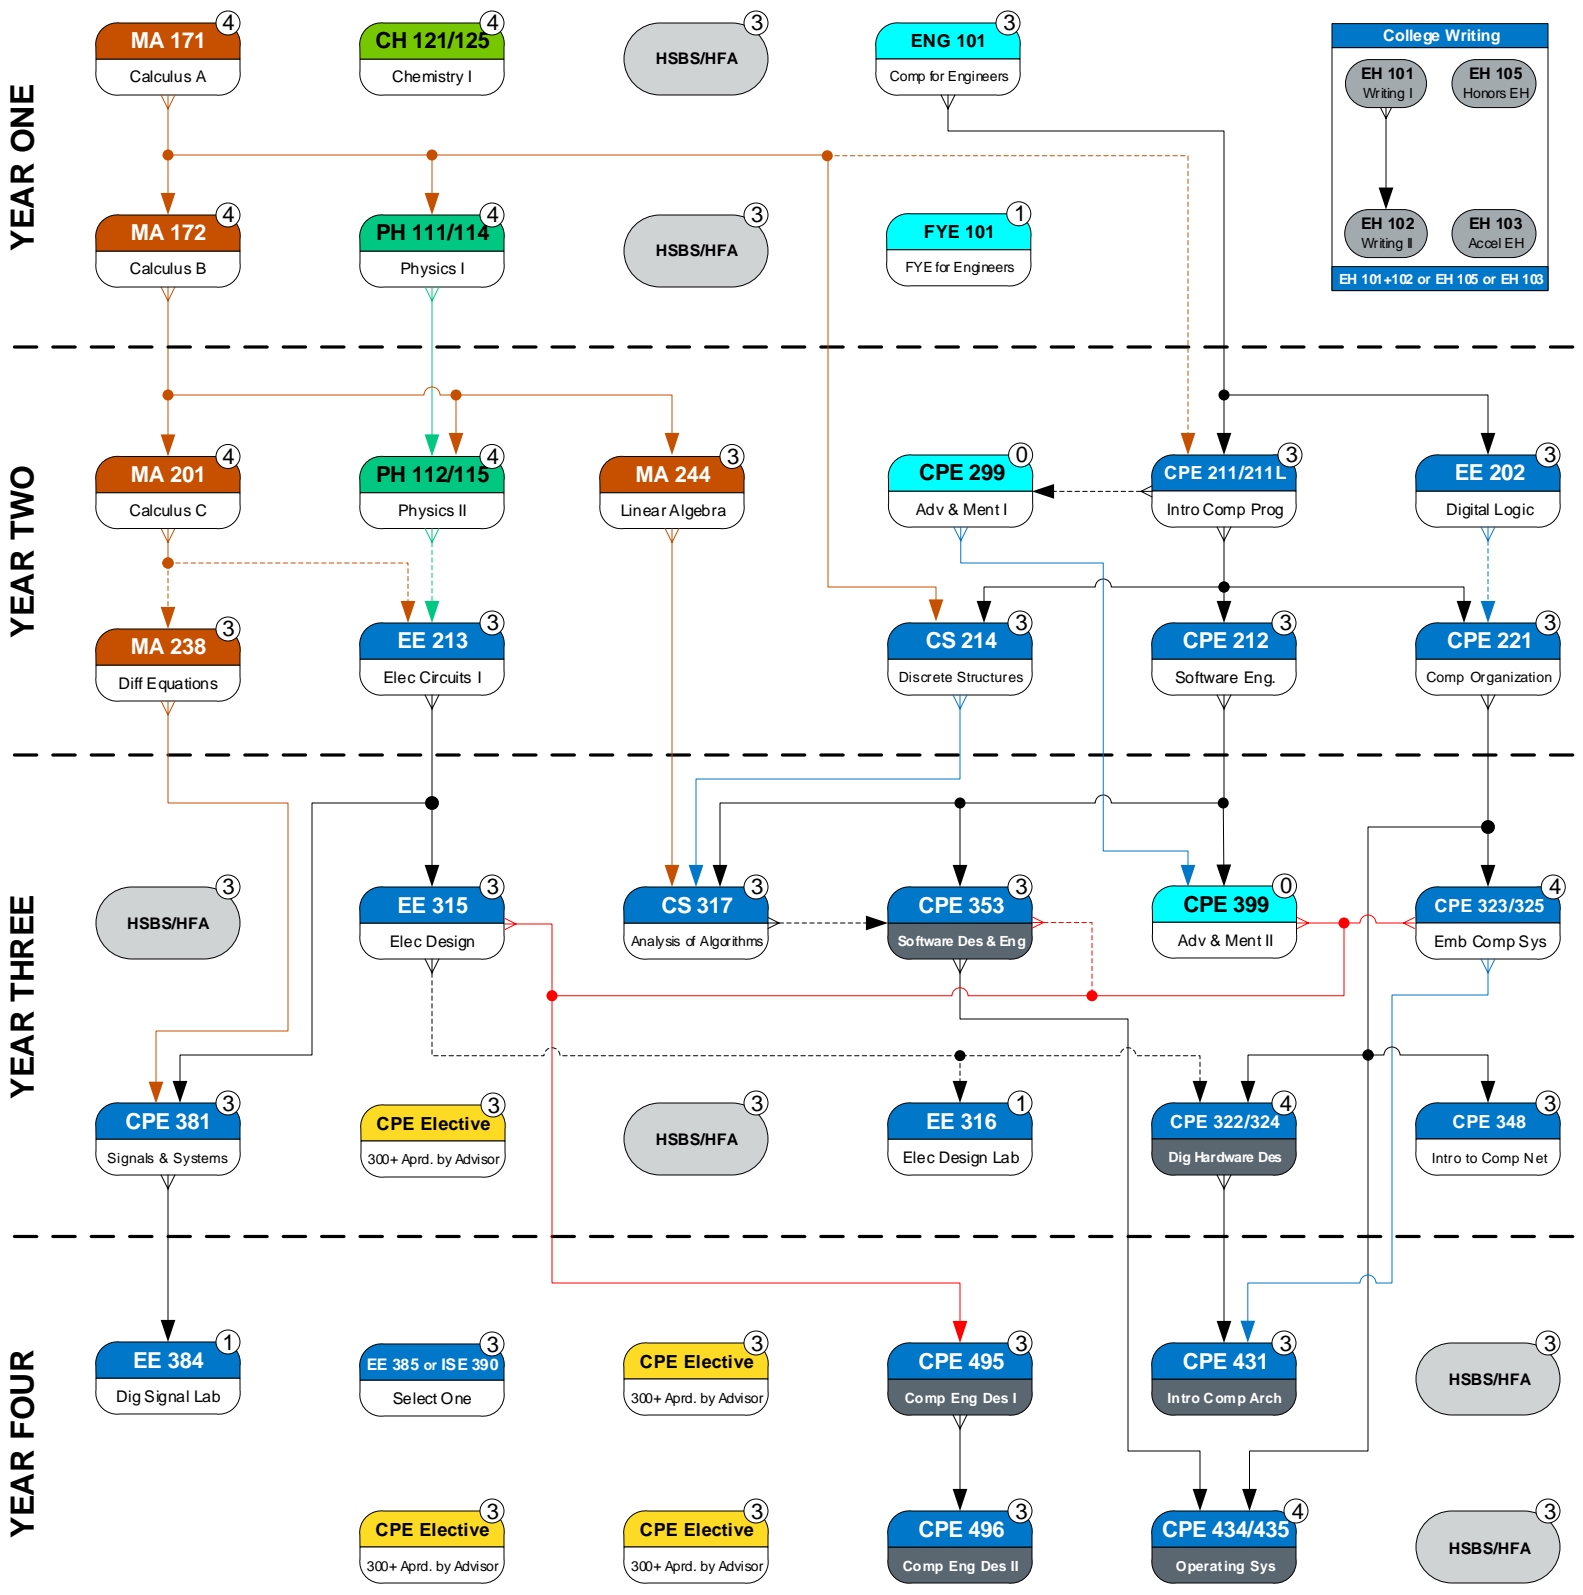 YEAR ONE
4
MA 171
Calculus A
4
CH 121/125
Chemistry I
3
HSBS/HFA
3
ENG 101
Comp for Engineers
College Writing
EH 101
Writing I
EH 105
Honors EH
EH 102
Writing II
EH 103
Accel EH
EH 101+102 or EH 105 or EH 103
4
MA 172
Calculus B
4
PH 111/114
Physics I
3
HSBS/HFA
1
FYE 101
FYE for Engineers
YEAR TWO
4
MA 201
Calculus C
4
PH 112/115
Physics II
3
MA 244
Linear Algebra
0
CPE 299
Adv & Ment I
3
CPE 211/211L
Intro Comp Prog
3
EE 202
Digital Logic
3
MA 238
Diff Equations
3
EE 213
Elec Circuits I
3
CS 214
Discrete Structures
3
CPE 212
Software Eng.
3
CPE 221
Comp Organization
YEAR THREE
3
HSBS/HFA
3
EE 315
Elec Design
3
CS 317
Analysis of Algorithms
3
CPE 353
Software Des & Eng
0
CPE 399
Adv & Ment II
4
CPE 323/325
Emb Comp Sys
3
CPE 381
Signals & Systems
3
CPE Elective
300+ Aprd. by Advisor
3
HSBS/HFA
1
EE 316
Elec Design Lab
4
CPE 322/324
Dig Hardware Des
3
CPE 348
Intro to Comp Net
YEAR FOUR
1
EE 384
Dig Signal Lab
3
EE 385 or ISE 390
Select One
3
CPE Elective
300+ Aprd. by Advisor
3
CPE 495
Comp Eng Des I
3
CPE 431
Intro Comp Arch
3
HSBS/HFA
3
CPE Elective
300+ Aprd. by Advisor
3
CPE Elective
300+ Aprd. by Advisor
3
CPE 496
Comp Eng Des II
4
CPE 434/435
Operating Sys
3
HSBS/HFA